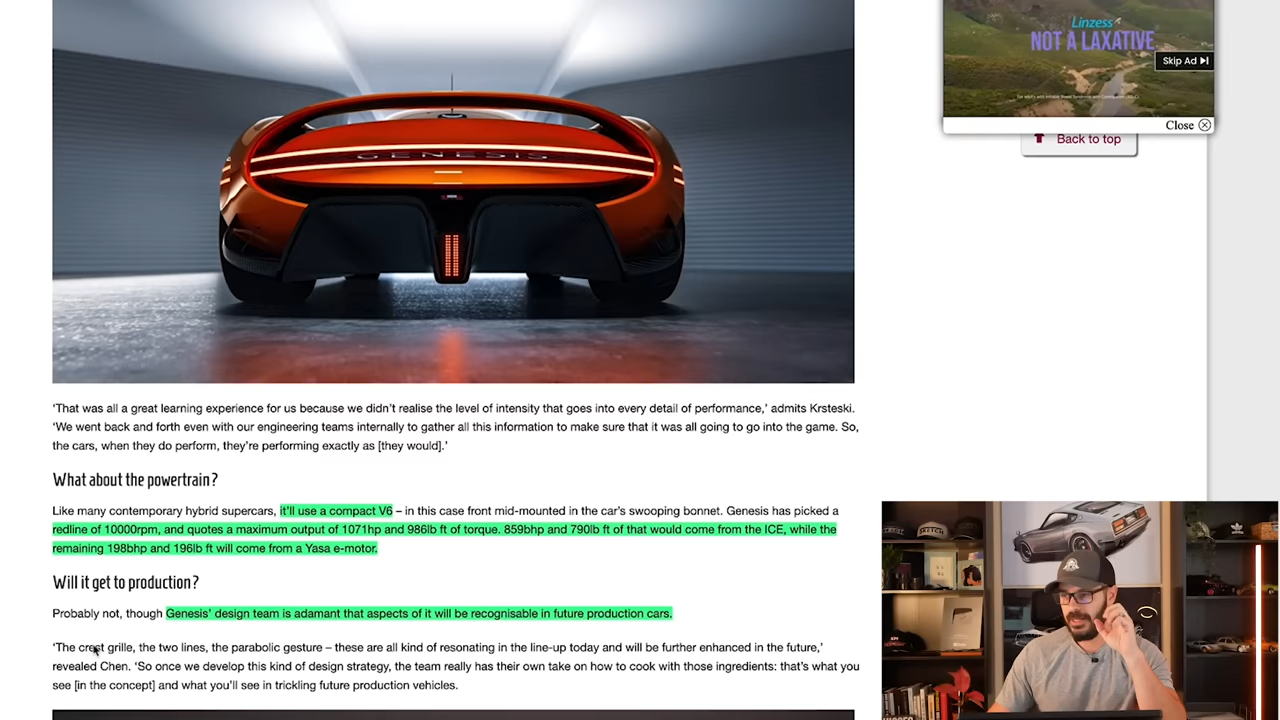 Linzess
NOT A LAXATIVE
Skip Ad
Close
Back to top
GENESIS
‘That was all a great learning experience for us because we didn’t realise the level of intensity that goes into every detail of performance,’ admits Krsteski.
‘We went back and forth even with our engineering teams internally to gather all this information to make sure that it was all going to go into the game. So,
the cars, when they do perform, they’re performing exactly as [they would].’
What about the powertrain?
Like many contemporary hybrid supercars, it’ll use a compact V6 – in this case front mid-mounted in the car’s swooping bonnet. Genesis has picked a
redline of 10000rpm, and quotes a maximum output of 1071hp and 986lb ft of torque. 859bhp and 790lb ft of that would come from the ICE, while the
remaining 198bhp and 196lb ft will come from a Yasa e-motor.
Will it get to production?
Probably not, though Genesis’ design team is adamant that aspects of it will be recognisable in future production cars.
‘The crest grille, the two lines, the parabolic gesture – these are all kind of resonating in the line-up today and will be further enhanced in the future,’
revealed Chen. ‘So once we develop this kind of design strategy, the team really has their own take on how to cook with those ingredients: that’s what you
see [in the concept] and what you’ll see in trickling future production vehicles.